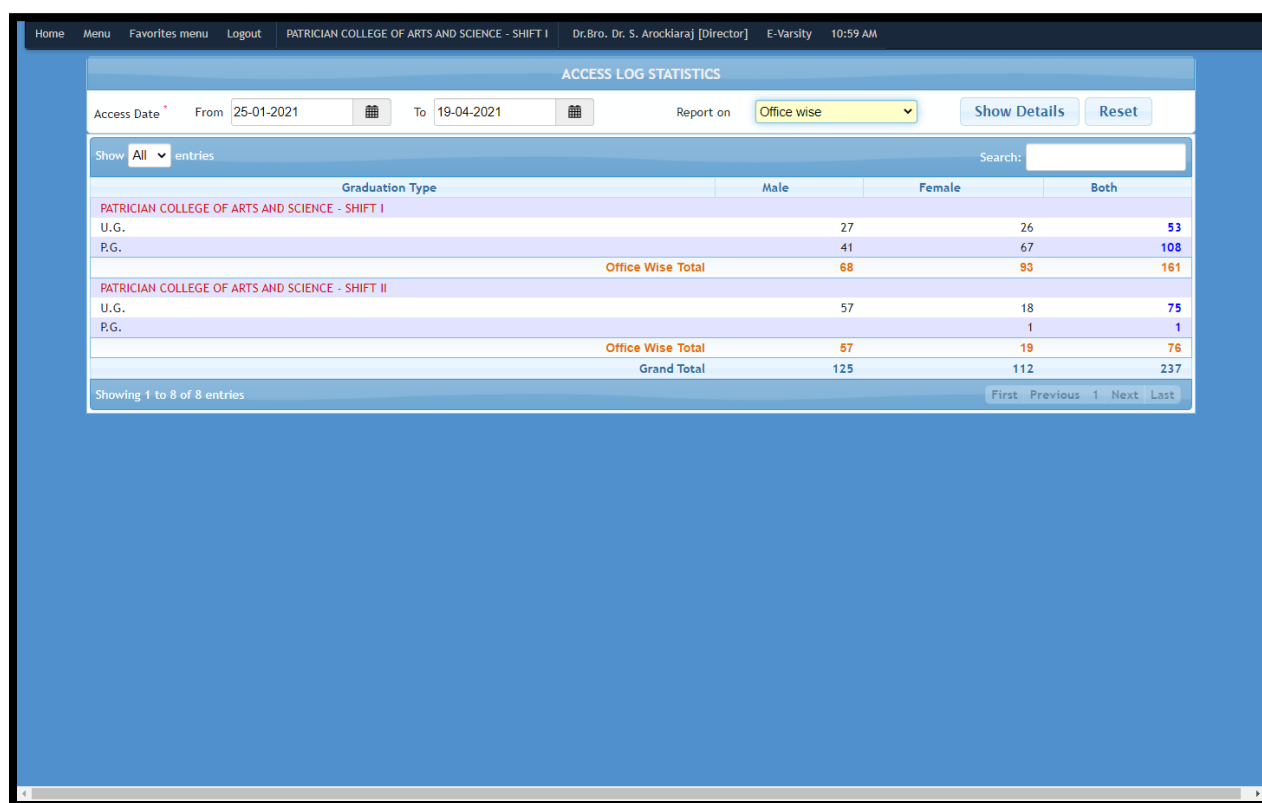 Home Menu Favorites menu Logout PATRICIAN COLLEGE OF ARTS AND SCIENCE - SHIFT I Dr.Bro. Dr. S. Arockiaraj [Director] E-Varsity 10:59 AM
ACCESS LOG STATISTICS
Access Date * From 25-01-2021 To 19-04-2021 Report on Office wise Show Details Reset
Show All entries Search:
Graduation Type Male Female Both
PATRICIAN COLLEGE OF ARTS AND SCIENCE - SHIFT I
U.G. 27 26 53
P.G. 41 67 108
Office Wise Total 68 93 161
PATRICIAN COLLEGE OF ARTS AND SCIENCE - SHIFT II
U.G. 57 18 75
P.G. 1 1
Office Wise Total 57 19 76
Grand Total 125 112 237
Showing 1 to 8 of 8 entries First Previous 1 Next Last